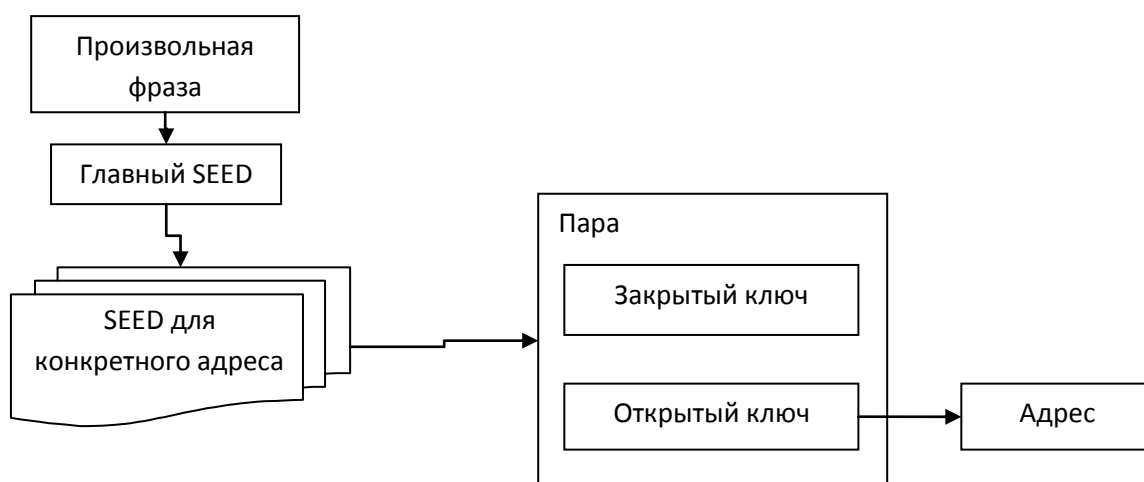 Произвольная
фраза
Главный SEED
SEED для
конкретного адреса
Пара
Закрытый ключ
Открытый ключ
Адрес